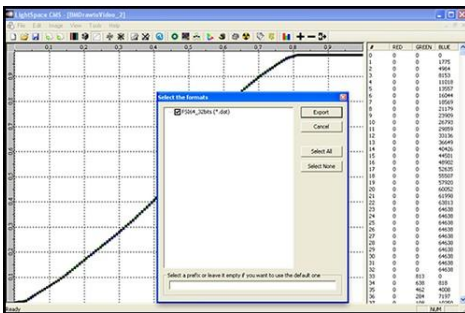 LightSpace CMS - [BMDrawtoVideo_2]
File Edit Image View Tools Help
0,1 0,2 0,3 0,4 0,5 0,6 0,7 0,8 0,9
# RED GREEN BLUE
0 0 0 0
1 0 0 1775
2 0 0 4964
3 0 0 8153
4 0 0 11018
5 0 0 13557
6 0 0 16044
7 0 0 18569
8 0 0 21179
9 0 0 23909
10 0 0 26793
11 0 0 29859
12 0 0 33136
13 0 0 36649
14 0 0 40426
15 0 0 44501
16 0 0 48902
17 0 0 52635
18 0 0 55507
19 0 0 57920
20 0 0 60052
21 0 0 61998
22 0 0 63813
23 0 0 64638
24 0 0 64638
25 0 0 64638
26 0 0 64638
27 0 0 64638
28 0 0 64638
29 0 0 64638
30 0 0 64638
31 0 0 64638
32 0 0 64638
33 0 813 0
34 0 638 818
35 0 462 4008
36 0 284 7197
Select the formats
FSI64_32bits (*.dat)
Export
Cancel
Select All
Select None
Select a prefix or leave it empty if you want to use the default one
Ready
NUM